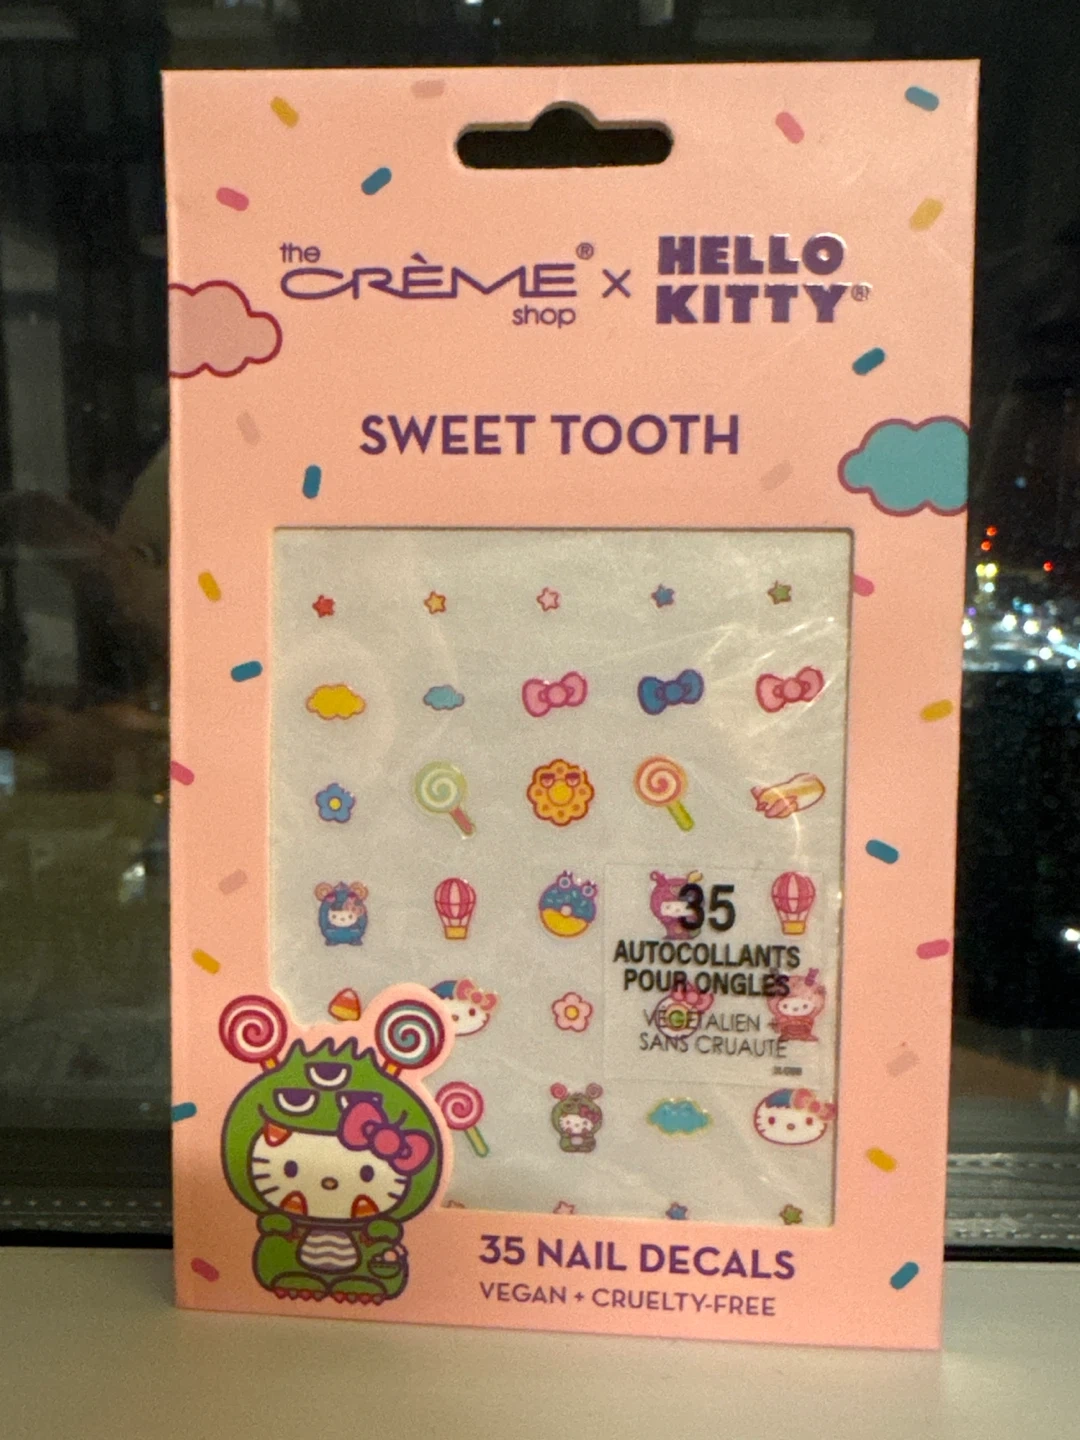 the
CRÈME® x HELLO
shop KITTY®
SWEET TOOTH
35
AUTOCOLLANTS
POUR ONGLES
VÉGÉTALIEN +
SANS CRUAUTÉ
35 NAIL DECALS
VEGAN + CRUELTY-FREE